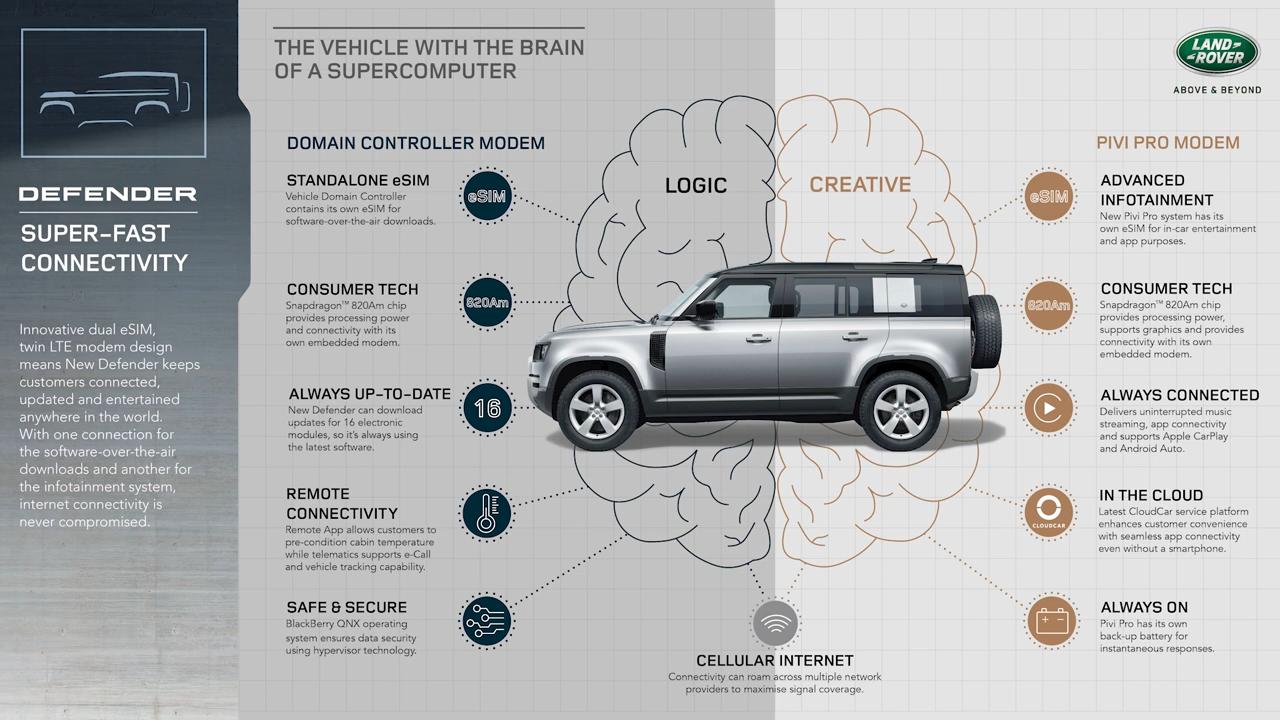 DEFENDER
SUPER-FAST
CONNECTIVITY
Innovative dual eSIM,
twin LTE modem design
means New Defender keeps
customers connected,
updated and entertained
anywhere in the world.
With one connection for
the software-over-the-air
downloads and another for
the infotainment system,
internet connectivity is
never compromised.
THE VEHICLE WITH THE BRAIN
OF A SUPERCOMPUTER
LAND-
-ROVER
ABOVE & BEYOND
DOMAIN CONTROLLER MODEM
STANDALONE eSIM
Vehicle Domain Controller
contains its own eSIM for
software-over-the-air downloads.
eSIM
CONSUMER TECH
Snapdragon™ 820Am chip
provides processing power
and connectivity with its
own embedded modem.
820Am
ALWAYS UP-TO-DATE
New Defender can download
updates for 16 electronic
modules, so it's always using
the latest software.
16
REMOTE
CONNECTIVITY
Remote App allows customers to
pre-condition cabin temperature
while telematics supports e-Call
and vehicle tracking capability.
SAFE & SECURE
BlackBerry QNX operating
system ensures data security
using hypervisor technology.
LOGIC
CREATIVE
CELLULAR INTERNET
Connectivity can roam across multiple network
providers to maximise signal coverage.
PIVI PRO MODEM
eSIM
ADVANCED
INFOTAINMENT
New Pivi Pro system has its
own eSIM for in-car entertainment
and app purposes.
820Am
CONSUMER TECH
Snapdragon™ 820Am chip
provides processing power,
supports graphics and provides
connectivity with its own
embedded modem.
ALWAYS CONNECTED
Delivers uninterrupted music
streaming, app connectivity
and supports Apple CarPlay
and Android Auto.
CLOUDCAR
IN THE CLOUD
Latest CloudCar service platform
enhances customer convenience
with seamless app connectivity
even without a smartphone.
ALWAYS ON
Pivi Pro has its own
back-up battery for
instantaneous responses.